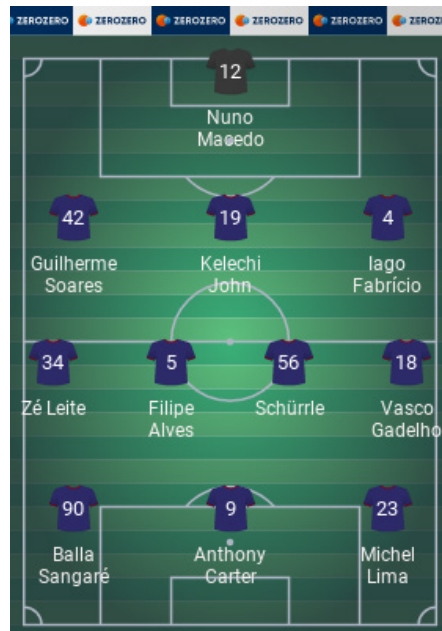 ZEROZERO ZEROZERO ZEROZERO ZEROZERO ZEROZERO ZEROZ
12
Nuno
Macedo
42 19 4
Guilherme Kelechi Iago
Soares John Fabrício
34 5 56 18
Zé Leite Filipe Schürrle Vasco
Alves Gadelho
90 9 23
Balla Anthony Michel
Sangaré Carter Lima